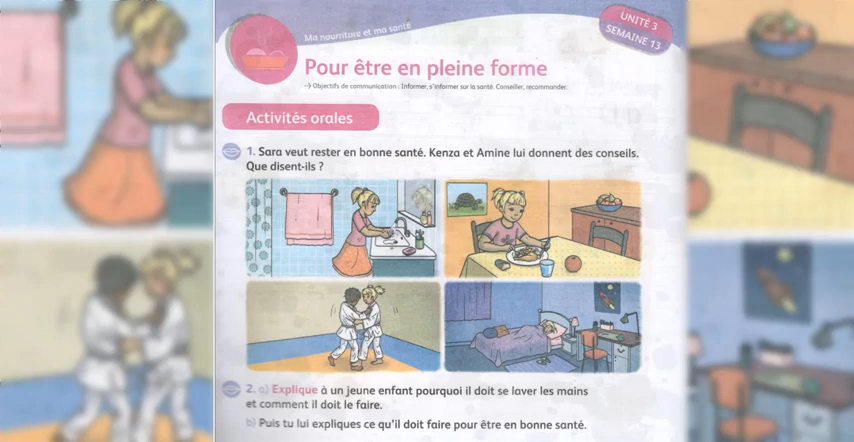 Ma nourriture et ma santé
UNITÉ 3
SEMAINE 13
Pour être en pleine forme
Objectifs de communication : Informer, s'informer sur la santé. Conseiller, recommander.
Activités orales
1. Sara veut rester en bonne santé. Kenza et Amine lui donnent des conseils.
Que disent-ils ?
2. a) Explique à un jeune enfant pourquoi il doit se laver les mains
et comment il doit le faire.
b) Puis tu lui expliques ce qu'il doit faire pour être en bonne santé.